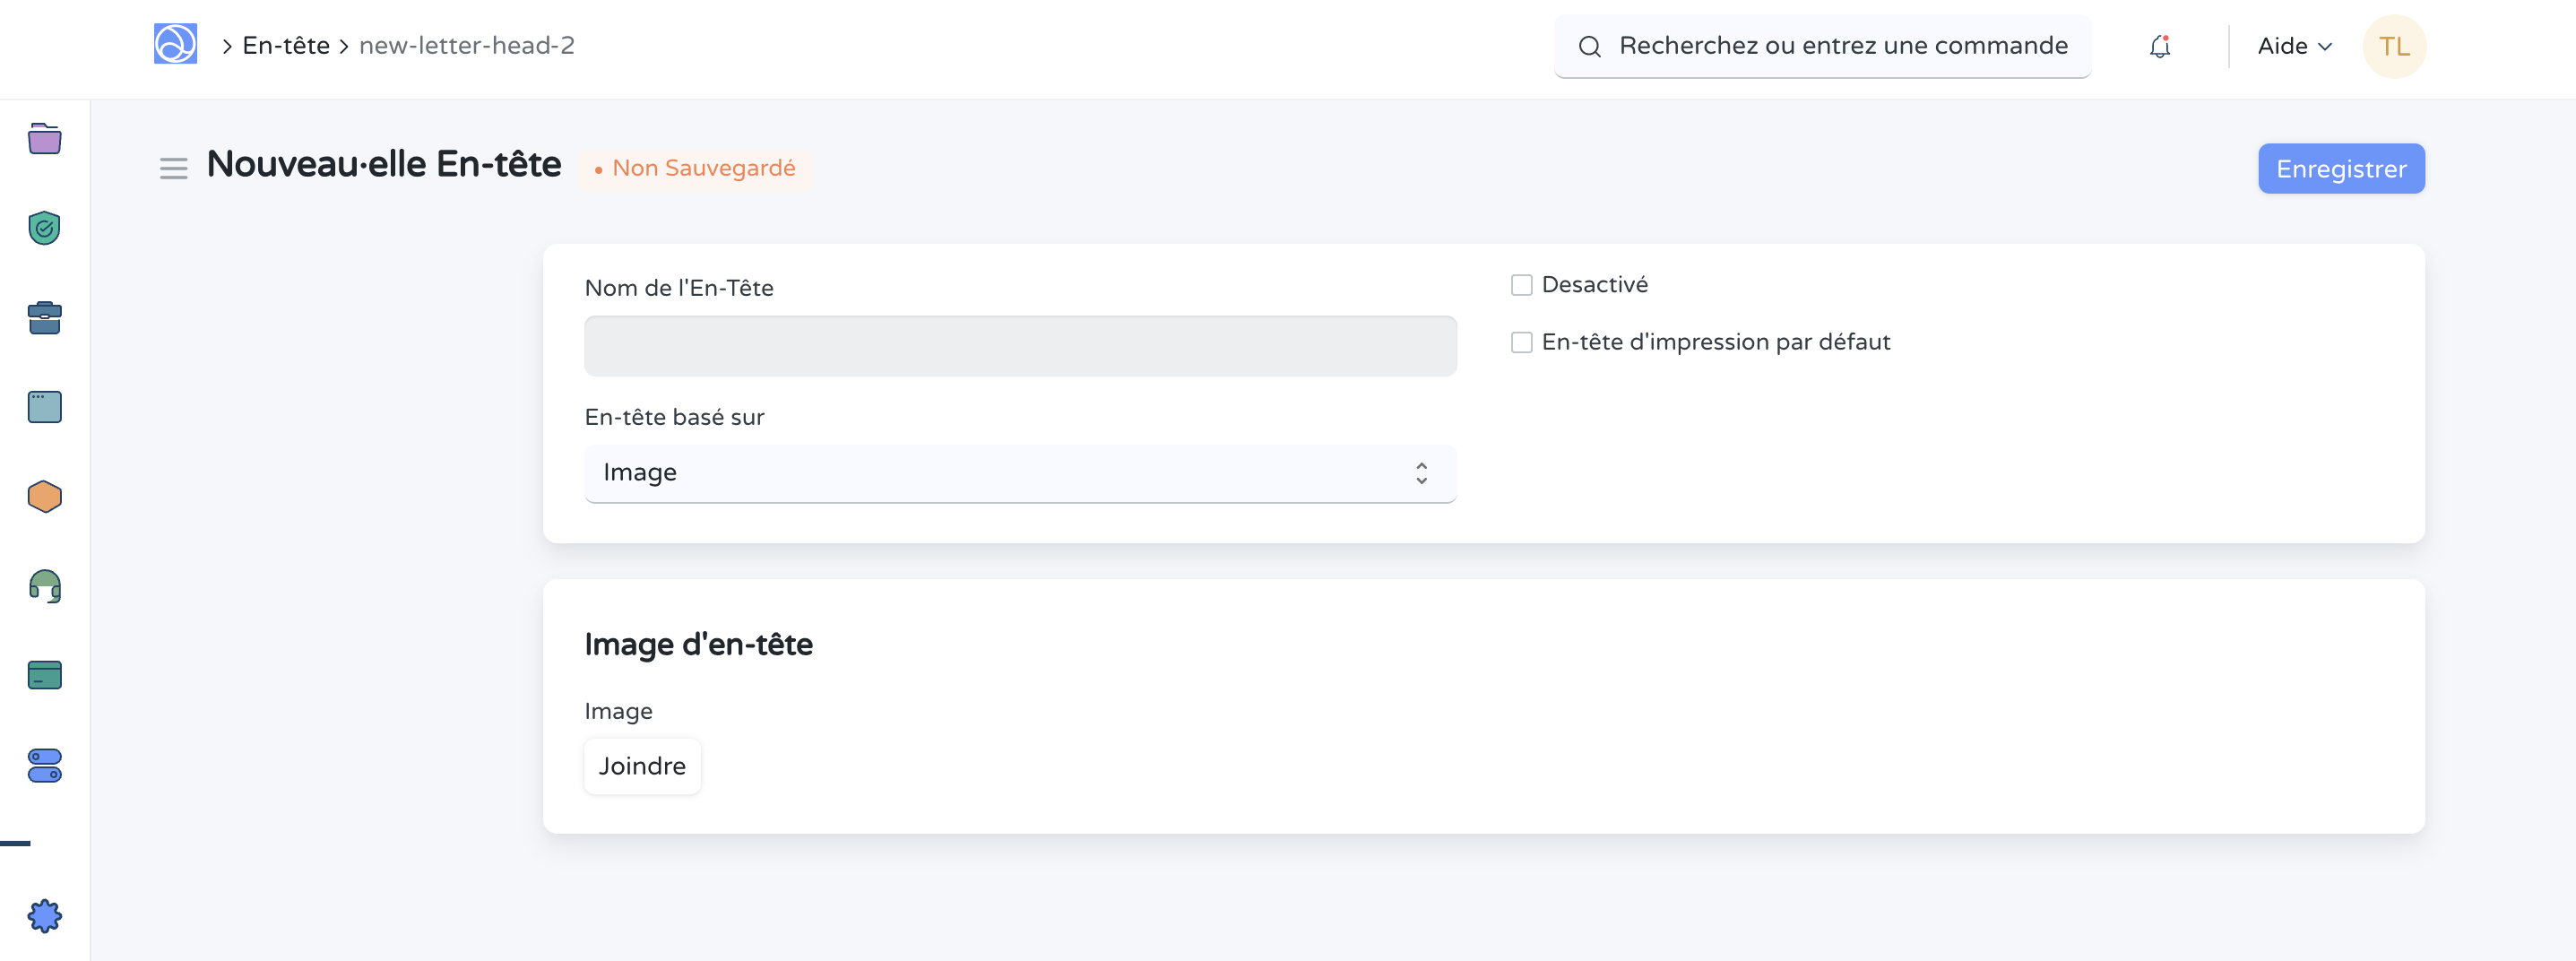 En-tête
new-letter-head-2
Recherchez ou entrez une commande
Aide
TL
Nouveau·elle En-tête
Non Sauvegardé
Enregistrer
Nom de l'En-Tête
Desactivé
En-tête d'impression par défaut
En-tête basé sur
Image
Image d'en-tête
Image
Joindre